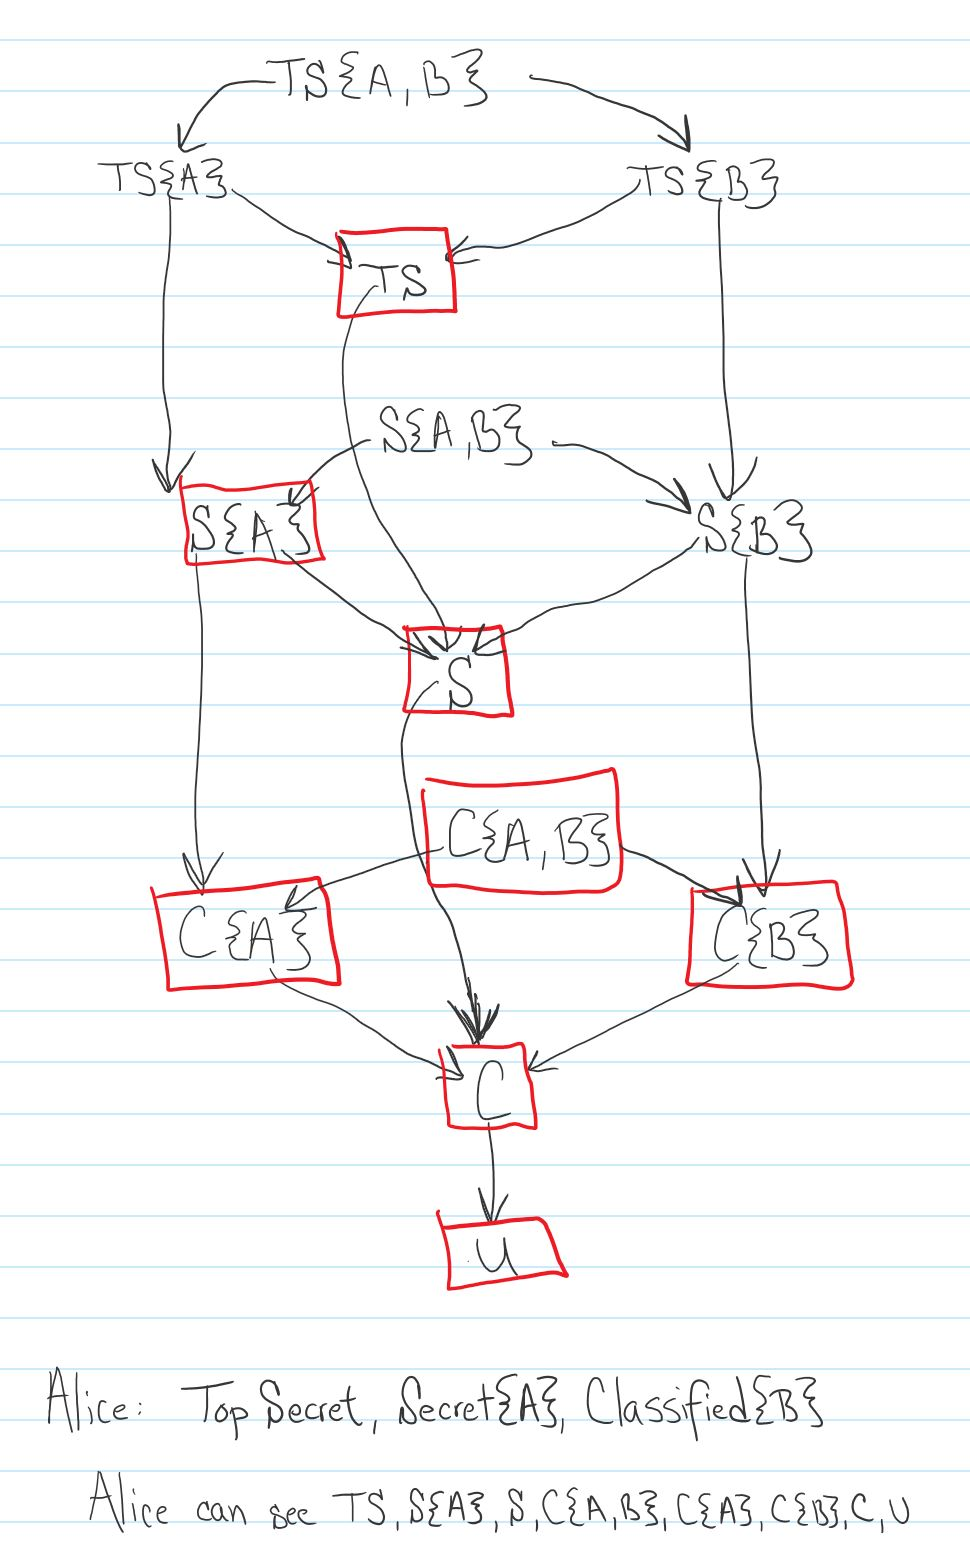 TS{A,B}
TS{A} TS{B}
TS
S{A,B}
S{A} S{B}
S
C{A,B}
C{A} C{B}
C
U
Alice: Top Secret, Secret{A}, Classified{B}
Alice can see TS, S{A}, S, C{A,B}, C{A}, C{B}, C, U